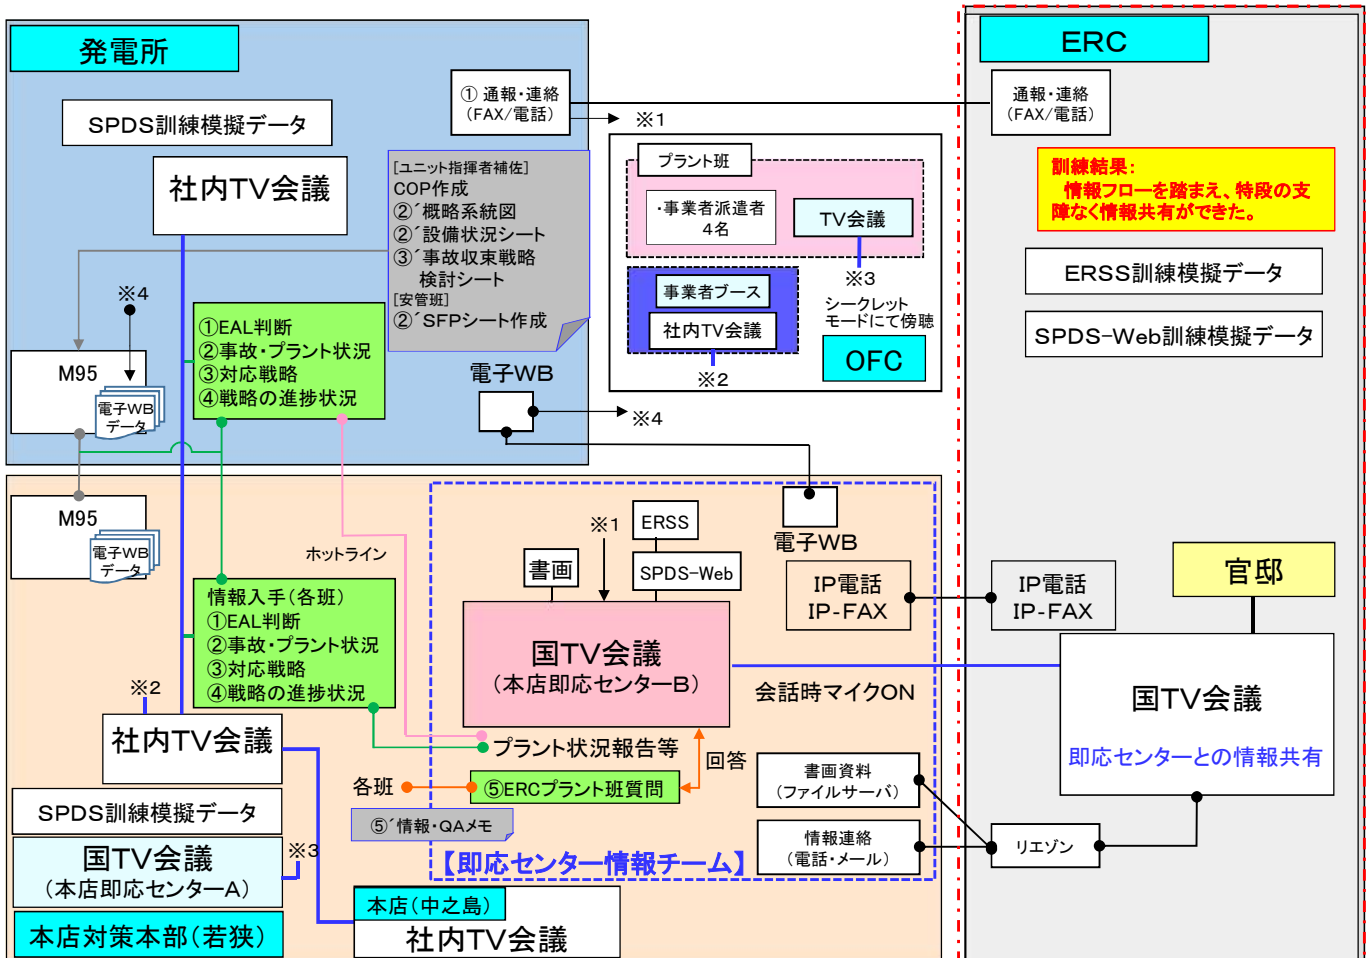 発電所
SPDS訓練模擬データ
社内TV会議
① 通報・連絡
(FAX/電話)
※1
[ユニット指揮者補佐]
COP作成
②´概略系統図
②´設備状況シート
③´事故収束戦略
検討シート
[安管班]
②´SFPシート作成
※4
①EAL判断
②事故・プラント状況
③対応戦略
④戦略の進捗状況
M95
電子WB
データ
電子WB
※4
プラント班
・事業者派遣者
4名
TV会議
※3
シークレット
モードにて傍聴
事業者ブース
社内TV会議
※2
OFC
ERC
通報・連絡
(FAX/電話)
訓練結果:
情報フローを踏まえ、特段の支
障なく情報共有ができた。
ERSS訓練模擬データ
SPDS-Web訓練模擬データ
官邸
IP電話
IP-FAX
国TV会議
即応センターとの情報共有
リエゾン
M95
電子WB
データ
ホットライン
情報入手(各班)
①EAL判断
②事故・プラント状況
③対応戦略
④戦略の進捗状況
※2
社内TV会議
SPDS訓練模擬データ
国TV会議
(本店即応センターA)
※3
本店対策本部(若狭)
本店(中之島)
社内TV会議
※1
ERSS
書画
SPDS-Web
電子WB
国TV会議
(本店即応センターB)
IP電話
IP-FAX
会話時マイクON
プラント状況報告等
回答
各班
⑤ERCプラント班質問
⑤´情報・QAメモ
書画資料
(ファイルサーバ)
情報連絡
(電話・メール)
【即応センター情報チーム】